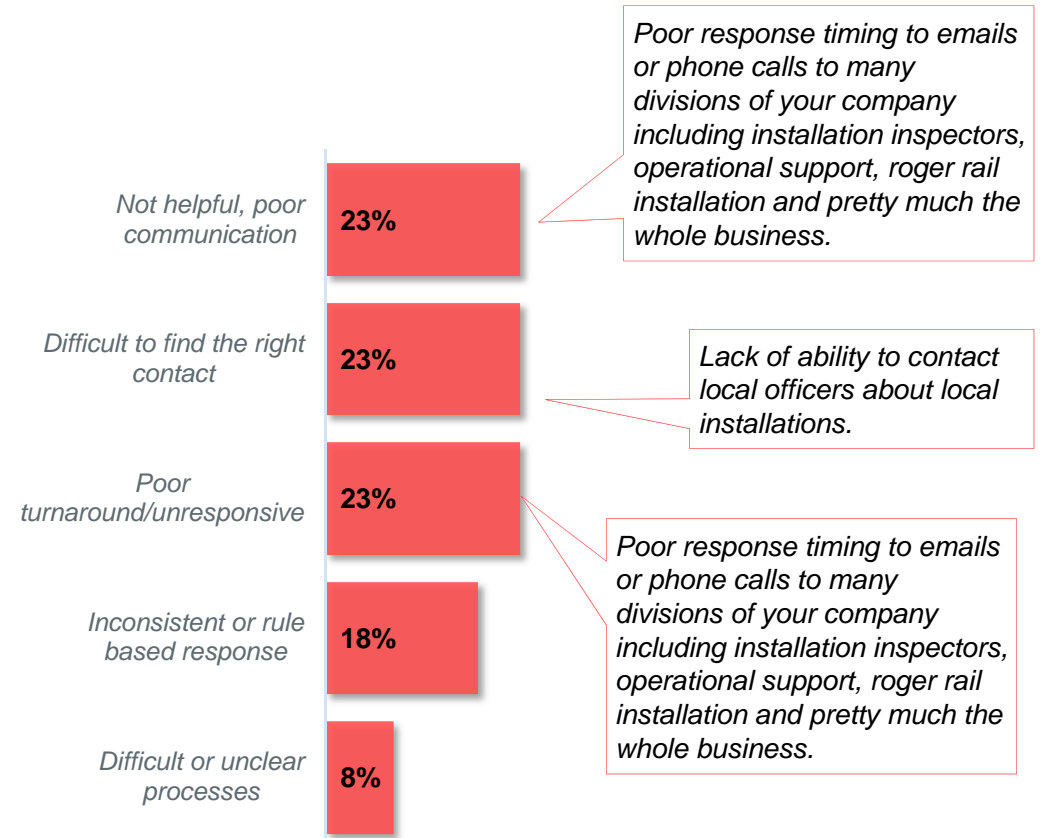 Poor response timing to emails
or phone calls to many
divisions of your company
including installation inspectors,
operational support, roger rail
installation and pretty much the
whole business.
Not helpful, poor
communication
23%
Difficult to find the right
contact
23%
Lack of ability to contact
local officers about local
installations.
Poor
turnaround/unresponsive
23%
Poor response timing to emails
or phone calls to many
divisions of your company
including installation inspectors,
operational support, roger rail
installation and pretty much the
whole business.
Inconsistent or rule
based response
18%
Difficult or unclear
processes
8%